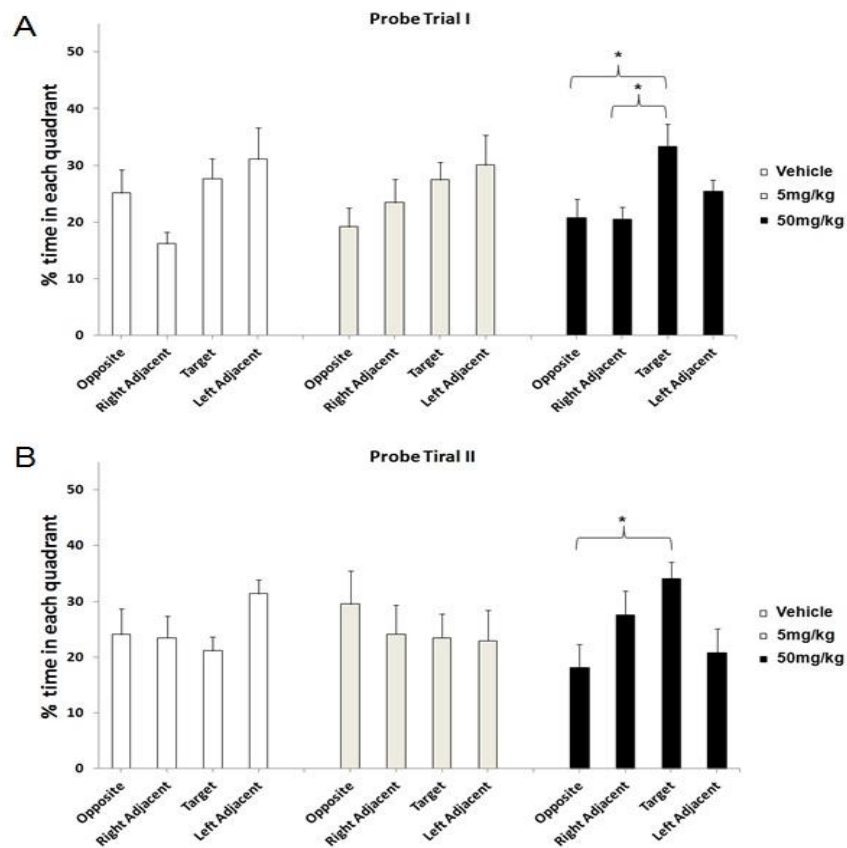 A
Probe Trial I
% time in each quadrant
50
40
30
20
10
0
*
*
Opposite
Right Adjacent
Target
Left Adjacent
Opposite
Right Adjacent
Target
Left Adjacent
Opposite
Right Adjacent
Target
Left Adjacent
Vehicle
5mg/kg
50mg/kg
B
Probe Tiral II
% time in each quadrant
50
40
30
20
10
0
*
Opposite
Right Adjacent
Target
Left Adjacent
Opposite
Right Adjacent
Target
Left Adjacent
Opposite
Right Adjacent
Target
Left Adjacent
Vehicle
5mg/kg
50mg/kg